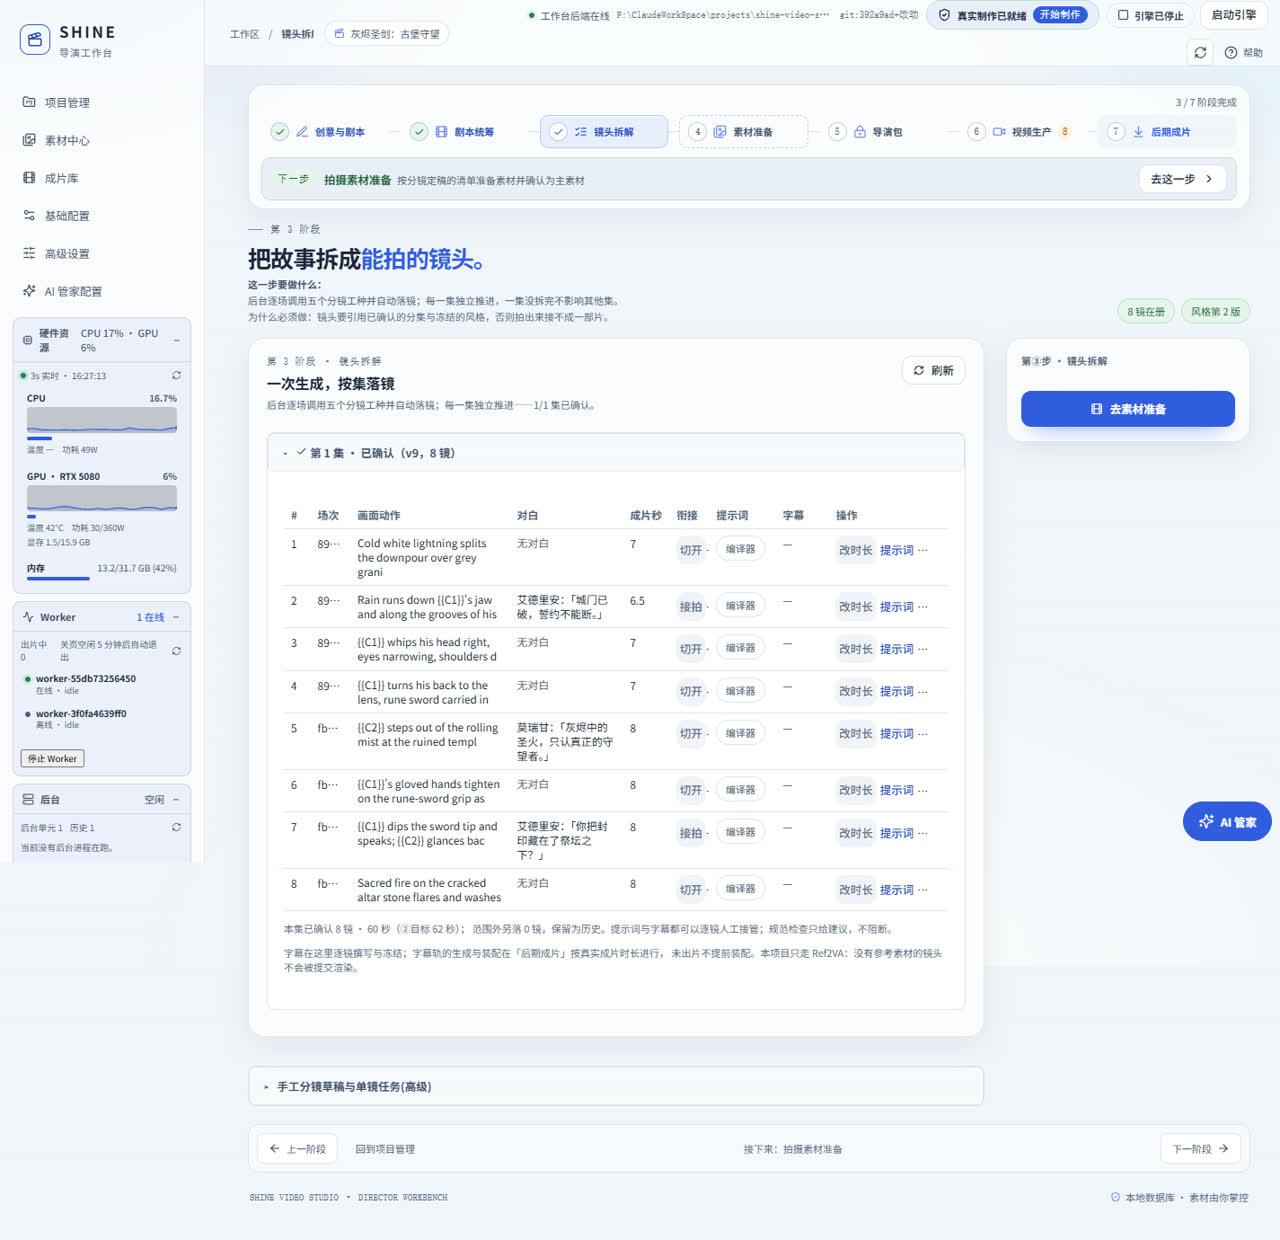 SHINE
导演工作台
项目管理
素材中心
成片库
基础配置
高级设置
AI 管家配置
硬件资源
CPU 17% · GPU 6%
3s 实时 · 16:27:13
CPU 16.7%
温度 — 功耗 49W
GPU · RTX 5080 6%
温度 42°C 功耗 30/360W
显存 1.5/15.9 GB
内存 13.2/31.7 GB (42%)
Worker 1 在线
出片中 0
关页空闲 5 分钟后自动退出
worker-55db73256450
在线 · idle
worker-3f0fa4639ff0
离线 · idle
停止 Worker
后台 空闲
后台单元 1 历史 1
当前没有后台进程在跑。
工作区 / 镜头拆解
灰烬圣剑：古堡守望
工作台后端在线 F:\ClaudeWorkSpace\projects\shine-video-s··· git:392a9ad+改动
真实制作已就绪 开始制作
引擎已停止
启动引擎
帮助
3 / 7 阶段完成
创意与剧本
剧本统筹
镜头拆解
4 素材准备
5 导演包
6 视频生产 8
7 后期成片
下一步 拍摄素材准备 按分镜定稿的清单准备素材并确认为主素材
去这一步
第 3 阶段
把故事拆成能拍的镜头。
这一步要做什么：
后台逐场调用五个分镜工种并自动落镜；每一集独立推进，一集没拆完不影响其他集。
为什么必须做：镜头要引用已确认的分集与冻结的风格，否则拍出来接不成一部片。
8 镜在册
风格第 2 版
第 3 阶段 · 镜头拆解
一次生成，按集落镜
后台逐场调用五个分镜工种并自动落镜；每一集独立推进——1/1 集已确认。
刷新
- 第 1 集 · 已确认（v9，8 镜）
# 场次 画面动作 对白 成片秒 衔接 提示词 字幕 操作
1 89··· Cold white lightning splits the downpour over grey grani 无对白 7 切开 · 编译器 — 改时长 提示词 ···
2 89··· Rain runs down {{C1}}'s jaw and along the grooves of his 艾德里安：「城门已破，誓约不能断。」 6.5 接拍 · 编译器 — 改时长 提示词 ···
3 89··· {{C1}} whips his head right, eyes narrowing, shoulders d 无对白 7 切开 · 编译器 — 改时长 提示词 ···
4 89··· {{C1}} turns his back to the lens, rune sword carried in 无对白 7 切开 · 编译器 — 改时长 提示词 ···
5 fb··· {{C2}} steps out of the rolling mist at the ruined templ 莫瑞甘：「灰烬中的圣火，只认真正的守望者。」 8 切开 · 编译器 — 改时长 提示词 ···
6 fb··· {{C1}}'s gloved hands tighten on the rune-sword grip as 无对白 8 切开 · 编译器 — 改时长 提示词 ···
7 fb··· {{C1}} dips the sword tip and speaks; {{C2}} glances bac 艾德里安：「你把封印藏在了祭坛之下？」 8 接拍 · 编译器 — 改时长 提示词 ···
8 fb··· Sacred fire on the cracked altar stone flares and washes 无对白 8 切开 · 编译器 — 改时长 提示词 ···
本集已确认 8 镜 · 60 秒（②目标 62 秒）； 范围外另落 0 镜，保留为历史。提示词与字幕都可以逐镜人工接管；规范检查只给建议，不阻断。
字幕在这里逐镜撰写与冻结；字幕轨的生成与装配在「后期成片」按真实成片时长进行， 未出片不提前装配。本项目只走 Ref2VA：没有参考素材的镜头不会被提交渲染。
第③步 · 镜头拆解
去素材准备
手工分镜草稿与单镜任务(高级)
上一阶段 回到项目管理
接下来：拍摄素材准备
下一阶段
SHINE VIDEO STUDIO · DIRECTOR WORKBENCH
本地数据库 · 素材由你掌控
AI 管家